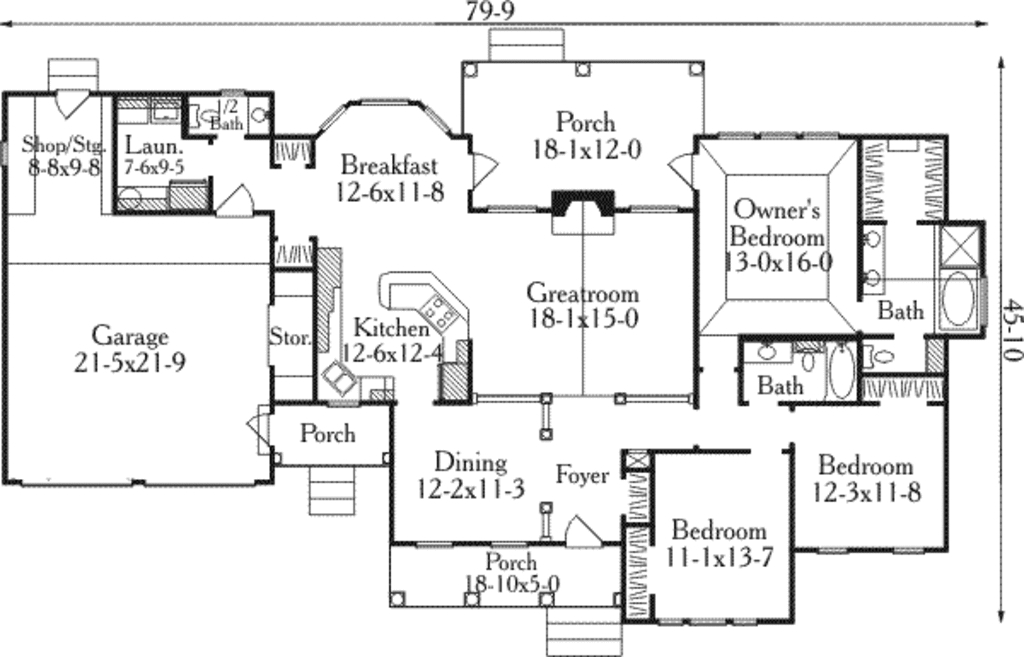 79-9
Shop/Stg.
8-8x9-8
Laun.
7-6x9-5
1/2
Bath
Breakfast
12-6x11-8
Porch
18-1x12-0
Owner's
Bedroom
13-0x16-0
Greatroom
18-1x15-0
Bath
45-10
Garage
21-5x21-9
Stor.
Kitchen
12-6x12-4
Bath
Porch
Dining
12-2x11-3
Foyer
Bedroom
12-3x11-8
Bedroom
11-1x13-7
Porch
18-10x5-0